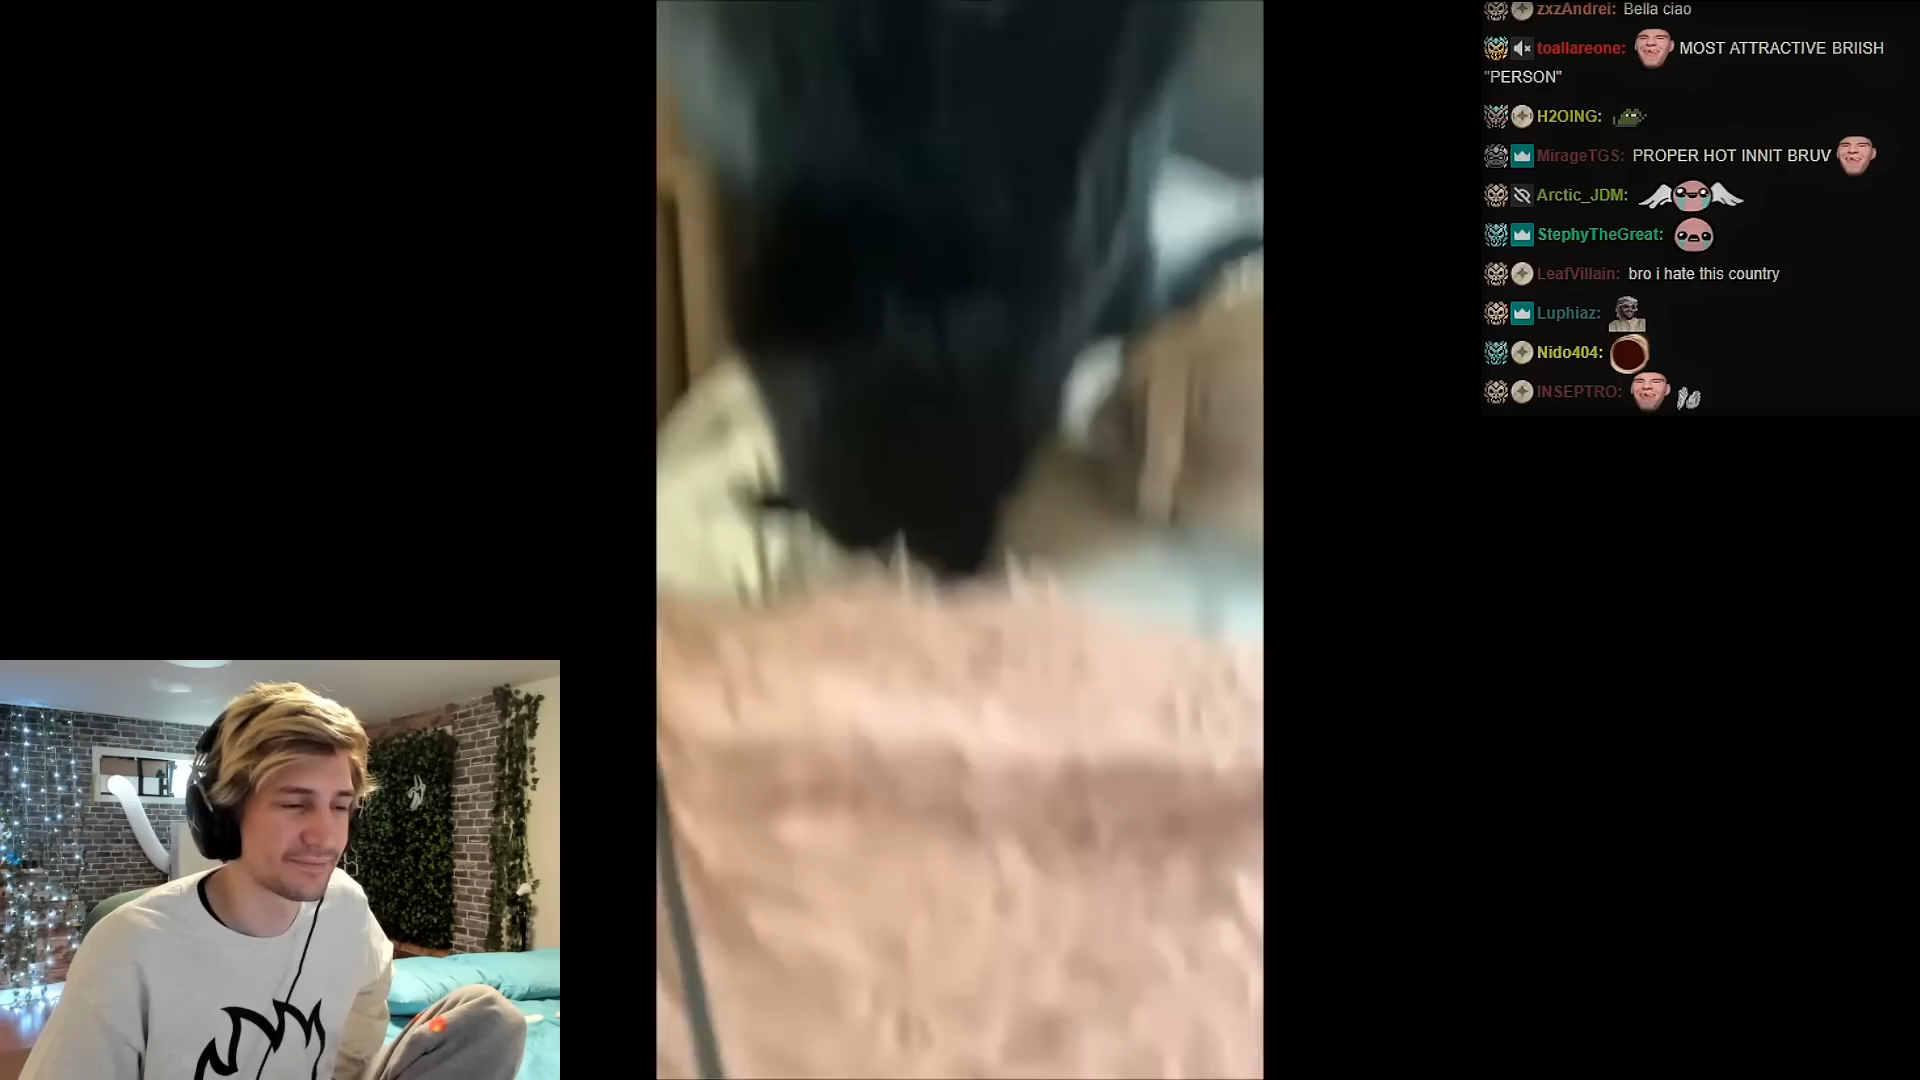 zxzAndrei: Bella ciao
toallareone: MOST ATTRACTIVE BRIISH
"PERSON"
H2OING:
MirageTGS: PROPER HOT INNIT BRUV
Arctic_JDM:
StephyTheGreat:
LeafVillain: bro i hate this country
Luphiaz:
Nido404:
INSEPTRO: